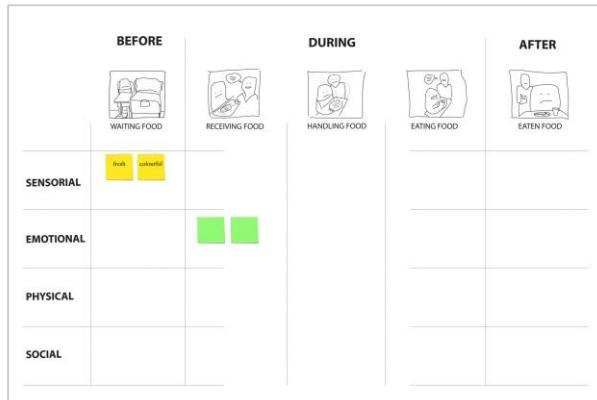 BEFORE
DURING
AFTER
WAITING FOOD
RECEIVING FOOD
HANDLING FOOD
EATING FOOD
EATEN FOOD
SENSORIAL
fresh
colourful
EMOTIONAL
PHYSICAL
SOCIAL